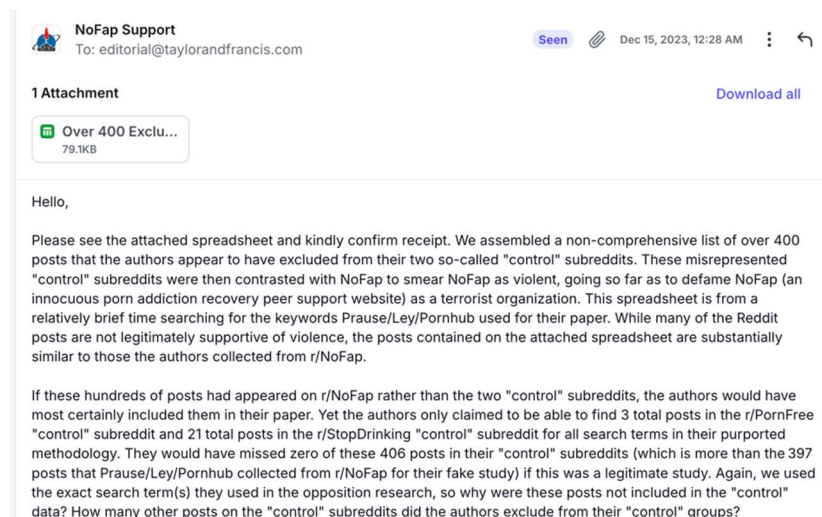 NoFap Support
To: editorial@taylorandfrancis.com
Seen
Dec 15, 2023, 12:28 AM
1 Attachment
Download all
Over 400 Exclu...
79.1KB
Hello,
Please see the attached spreadsheet and kindly confirm receipt. We assembled a non-comprehensive list of over 400
posts that the authors appear to have excluded from their two so-called "control" subreddits. These misrepresented
"control" subreddits were then contrasted with NoFap to smear NoFap as violent, going so far as to defame NoFap (an
innocuous porn addiction recovery peer support website) as a terrorist organization. This spreadsheet is from a
relatively brief time searching for the keywords Prause/Ley/Pornhub used for their paper. While many of the Reddit
posts are not legitimately supportive of violence, the posts contained on the attached spreadsheet are substantially
similar to those the authors collected from r/NoFap.
If these hundreds of posts had appeared on r/NoFap rather than the two "control" subreddits, the authors would have
most certainly included them in their paper. Yet the authors only claimed to be able to find 3 total posts in the r/PornFree
"control" subreddit and 21 total posts in the r/StopDrinking "control" subreddit for all search terms in their purported
methodology. They would have missed zero of these 406 posts in their "control" subreddits (which is more than the 397
posts that Prause/Ley/Pornhub collected from r/NoFap for their fake study) if this was a legitimate study. Again, we used
the exact search term(s) they used in the opposition research, so why were these posts not included in the "control"
data? How many other posts on the "control" subreddits did the authors exclude from their "control" groups?